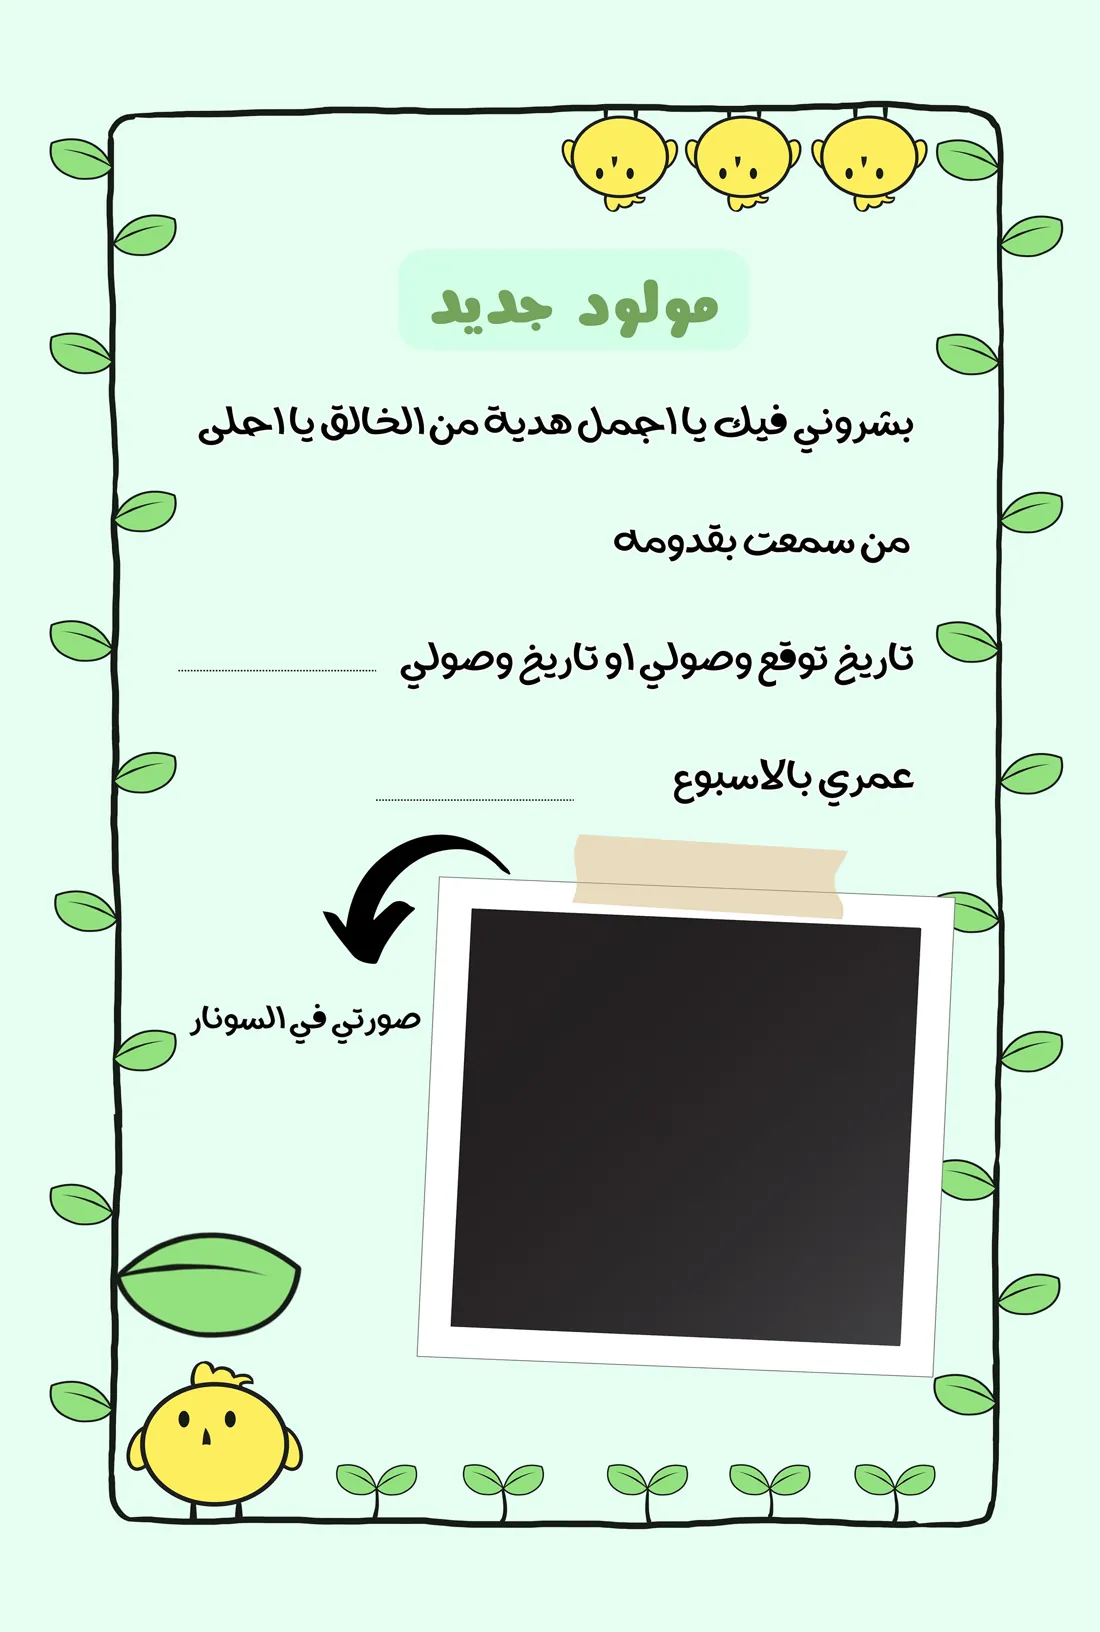 مولود جديد
بشروني فيك يا اجمل هدية من الخالق يا احلى
من سمعت بقدومه
تاريخ توقع وصولي او تاريخ وصولي
عمري بالاسبوع
صورتي في السونار